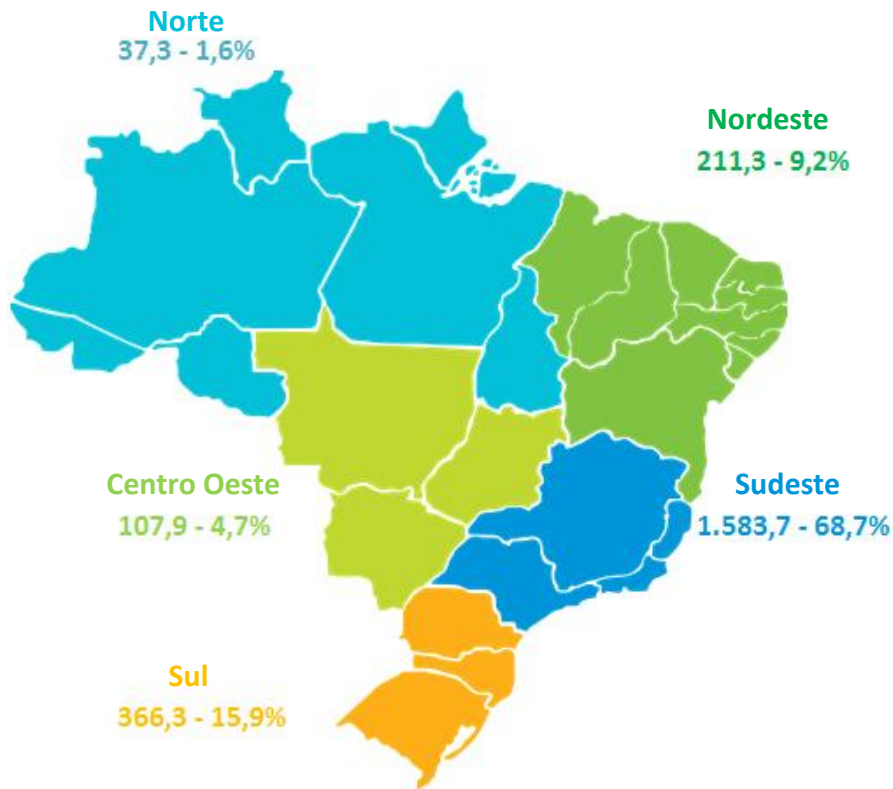 Norte
37,3 - 1,6%
Nordeste
211,3 - 9,2%
Centro Oeste
107,9 - 4,7%
Sudeste
1.583,7 - 68,7%
Sul
366,3 - 15,9%